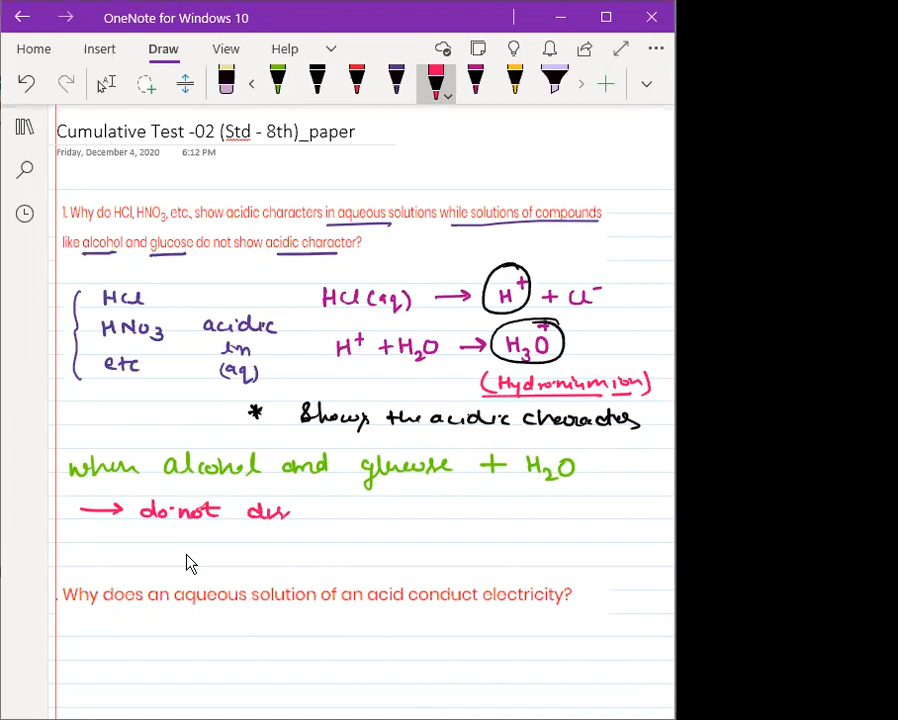 OneNote for Windows 10
Home Insert Draw View Help
Cumulative Test -02 (Std - 8th)_paper
Friday, December 4, 2020 6:12 PM
1. Why do HCl, HNO3, etc., show acidic characters in aqueous solutions while solutions of compounds
like alcohol and glucose do not show acidic character?
HCl HCl(aq) → H+ + Cl-
HNO3 acidic
etc in
(aq)
H+ + H2O → H3O+
(Hydronium ion)
* Shows the acidic character
when alcohol and glucose + H2O
→ do not dis
. Why does an aqueous solution of an acid conduct electricity?